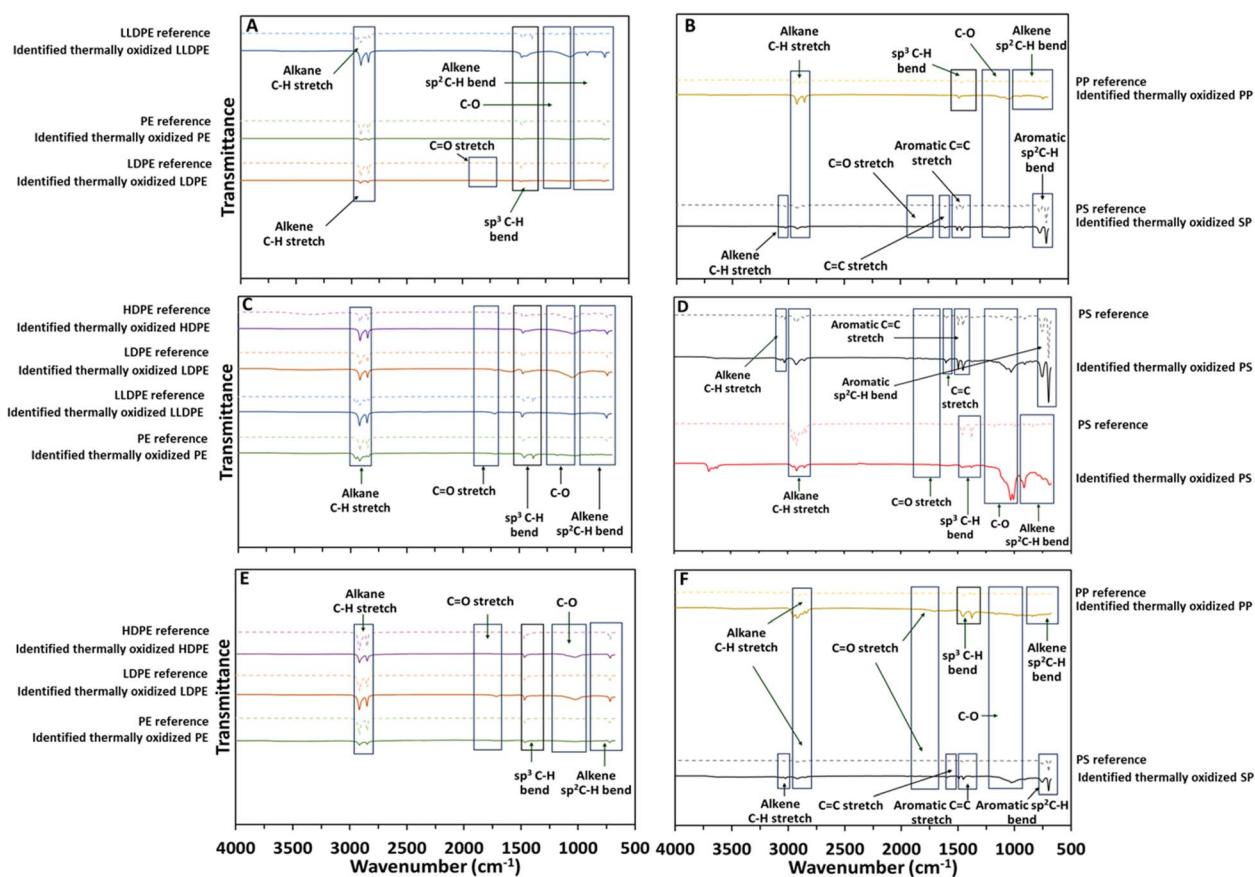 A
LLDPE reference
Identified thermally oxidized LLDPE
Alkane
C-H stretch
Alkene
sp²C-H bend
C-O
PE reference
Identified thermally oxidized PE
C=O stretch
LDPE reference
Identified thermally oxidized LDPE
Alkene
C-H stretch
sp³ C-H
bend
Transmittance
B
Alkane
C-H stretch
sp³ C-H
bend
C-O
Alkene
sp²C-H bend
PP reference
Identified thermally oxidized PP
C=O stretch
Aromatic C=C
stretch
Aromatic
sp²C-H
bend
PS reference
Identified thermally oxidized SP
Alkene
C-H stretch
C=C stretch
C
HDPE reference
Identified thermally oxidized HDPE
LDPE reference
Identified thermally oxidized LDPE
LLDPE reference
Identified thermally oxidized LLDPE
PE reference
Identified thermally oxidized PE
Transmittance
Alkane
C-H stretch
C=O stretch
sp³ C-H
bend
C-O
Alkene
sp²C-H bend
D
PS reference
Aromatic C=C
stretch
Identified thermally oxidized PS
Alkene
C-H stretch
Aromatic
sp²C-H bend
C=C
stretch
PS reference
Identified thermally oxidized PS
Alkane
C-H stretch
C=O stretch
sp³ C-H
bend
C-O
Alkene
sp²C-H bend
E
Alkane
C-H stretch
C=O stretch
C-O
HDPE reference
Identified thermally oxidized HDPE
LDPE reference
Identified thermally oxidized LDPE
PE reference
Identified thermally oxidized PE
Transmittance
sp³ C-H
bend
Alkene
sp²C-H bend
4000 3500 3000 2500 2000 1500 1000 500
Wavenumber (cm⁻¹)
F
PP reference
Identified thermally oxidized PP
Alkane
C-H stretch
C=O stretch
sp³ C-H
bend
Alkene
sp²C-H
bend
C-O
PS reference
Identified thermally oxidized SP
Alkene
C-H stretch
C=C stretch
Aromatic C=C
stretch
Aromatic sp²C-H
bend
4000 3500 3000 2500 2000 1500 1000 500
Wavenumber (cm⁻¹)